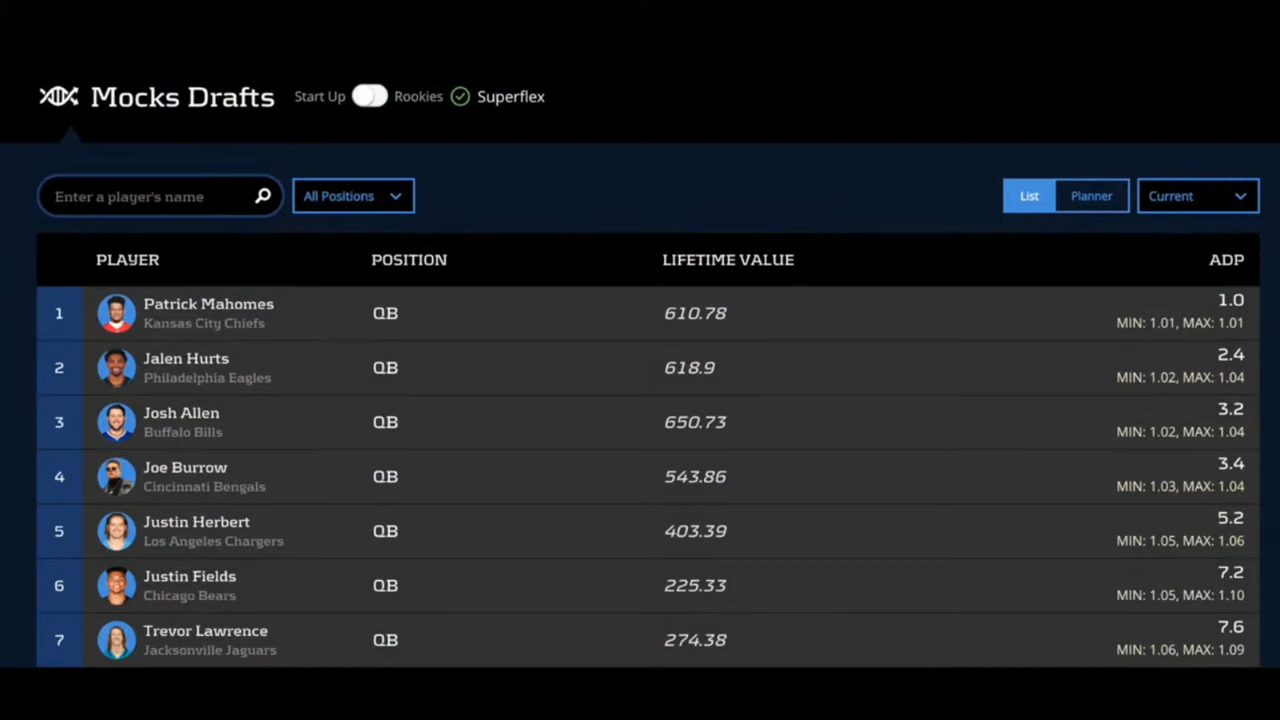 Mocks Drafts Start Up Rookies Superflex
Enter a player's name All Positions List Planner Current
PLAYER POSITION LIFETIME VALUE ADP
1 Patrick Mahomes QB 610.78 1.0
Kansas City Chiefs MIN: 1.01, MAX: 1.01
2 Jalen Hurts QB 618.9 2.4
Philadelphia Eagles MIN: 1.02, MAX: 1.04
3 Josh Allen QB 650.73 3.2
Buffalo Bills MIN: 1.02, MAX: 1.04
4 Joe Burrow QB 543.86 3.4
Cincinnati Bengals MIN: 1.03, MAX: 1.04
5 Justin Herbert QB 403.39 5.2
Los Angeles Chargers MIN: 1.05, MAX: 1.06
6 Justin Fields QB 225.33 7.2
Chicago Bears MIN: 1.05, MAX: 1.10
7 Trevor Lawrence QB 274.38 7.6
Jacksonville Jaguars MIN: 1.06, MAX: 1.09